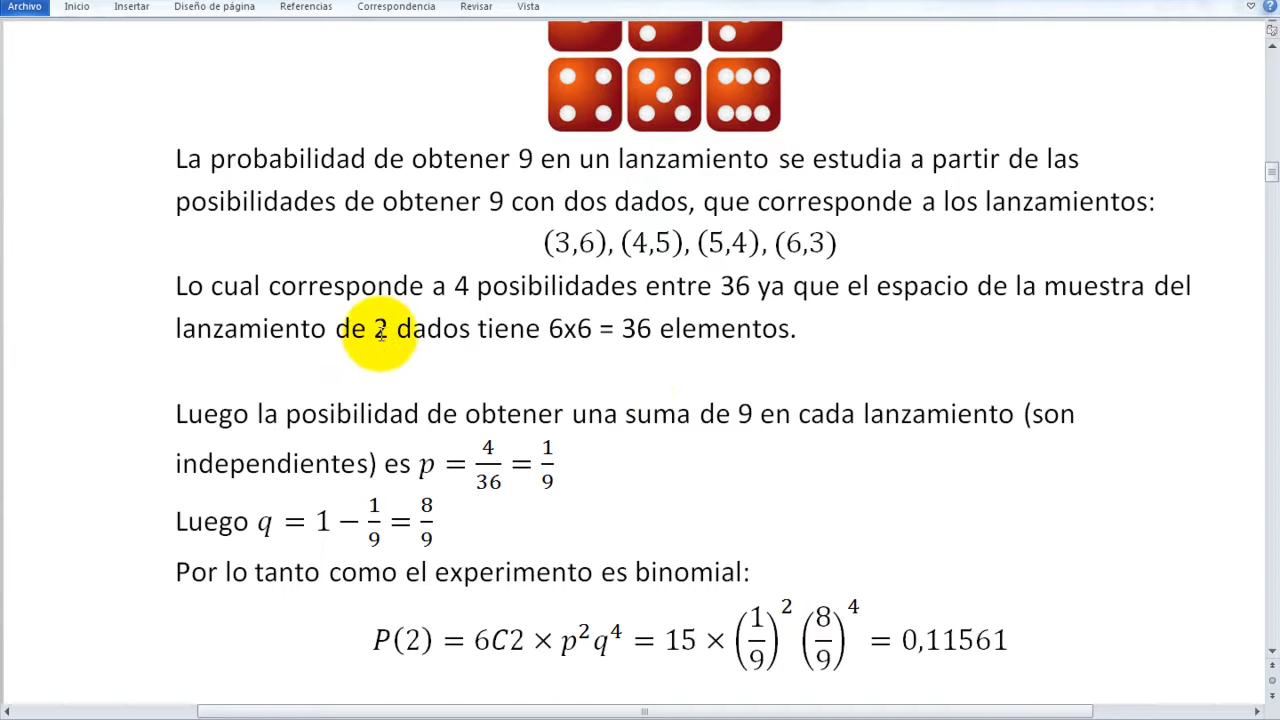 Archivo Inicio Insertar Diseño de página Referencias Correspondencia Revisar Vista
La probabilidad de obtener 9 en un lanzamiento se estudia a partir de las
posibilidades de obtener 9 con dos dados, que corresponde a los lanzamientos:
(3,6), (4,5), (5,4), (6,3)
Lo cual corresponde a 4 posibilidades entre 36 ya que el espacio de la muestra del
lanzamiento de 2 dados tiene 6x6 = 36 elementos.
Luego la posibilidad de obtener una suma de 9 en cada lanzamiento (son
independientes) es p = 4/36 = 1/9
Luego q = 1 − 1/9 = 8/9
Por lo tanto como el experimento es binomial:
P(2) = 6C2 × p²q⁴ = 15 × (1/9)² (8/9)⁴ = 0,11561